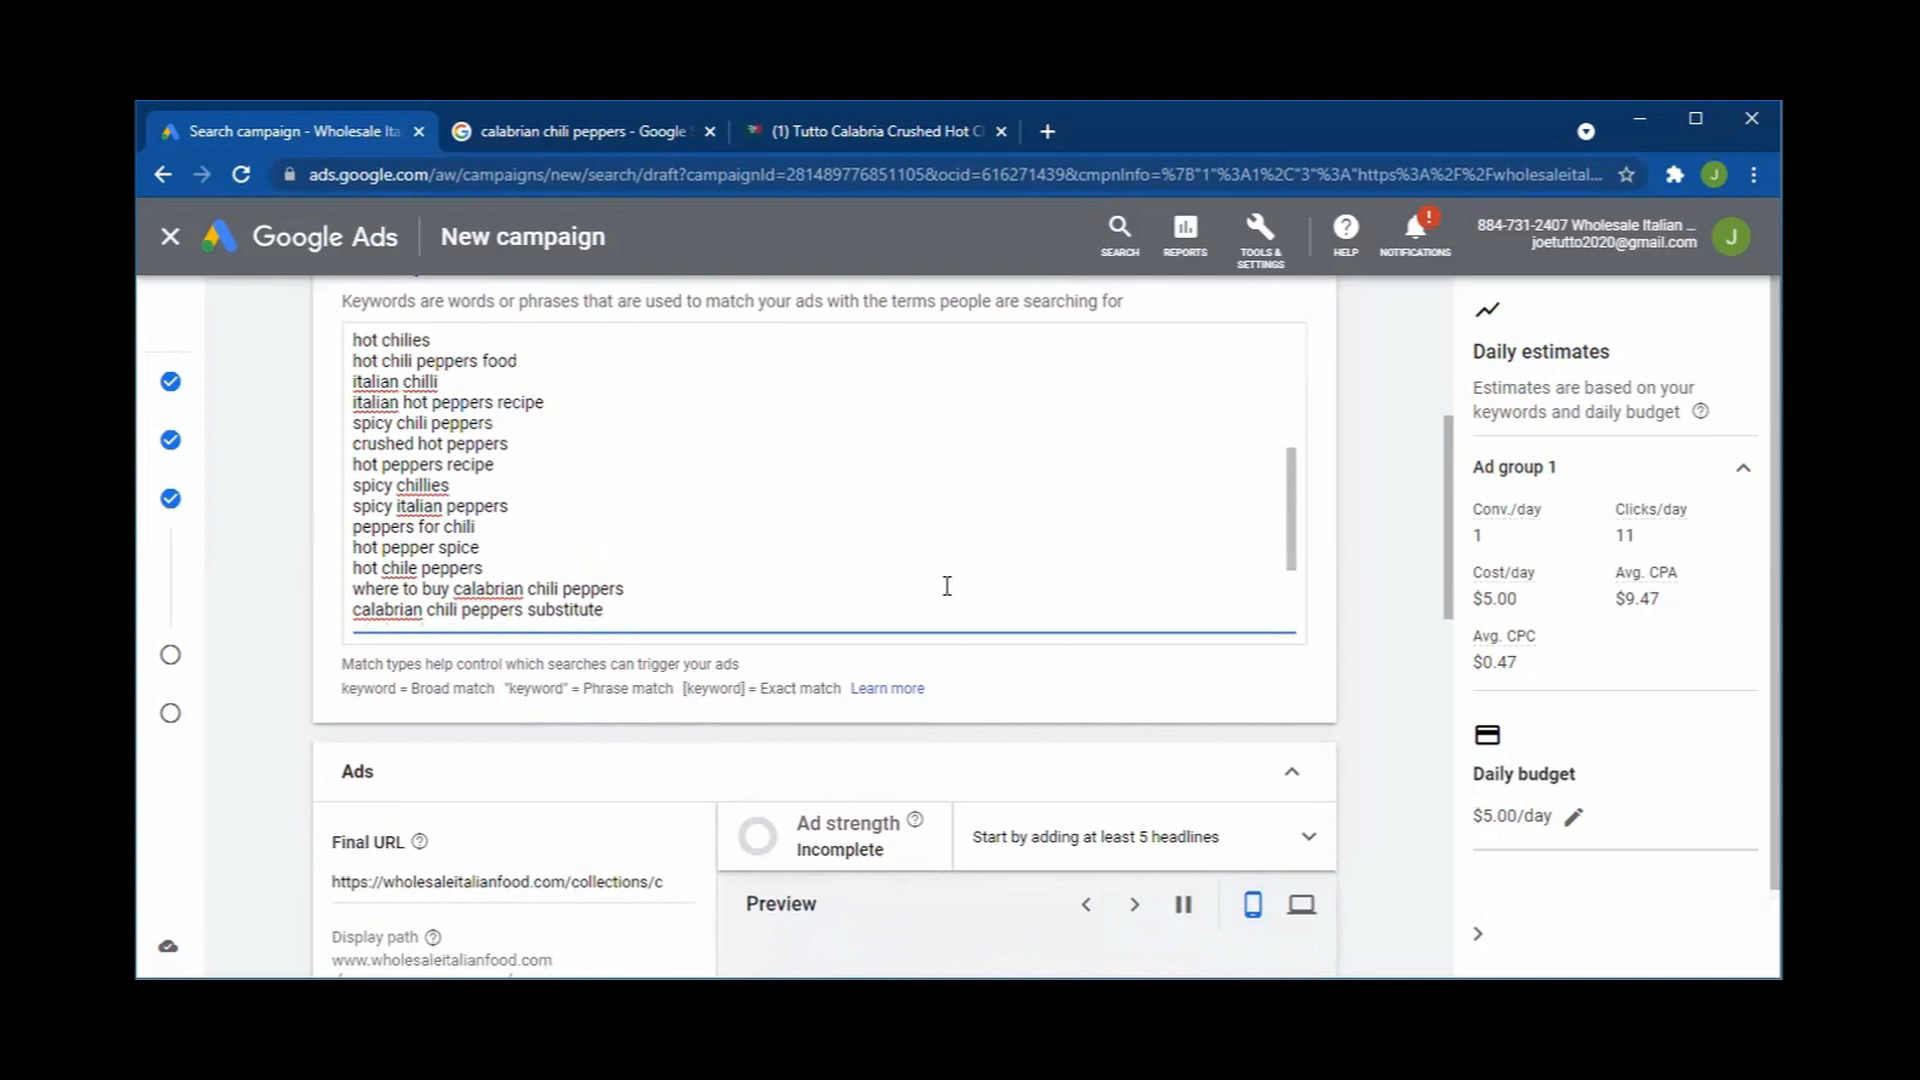 Search campaign - Wholesale Ita
calabrian chili peppers - Google S
(1) Tutto Calabria Crushed Hot C
ads.google.com/aw/campaigns/new/search/draft?campaignId=281489776851105&ocid=616271439&cmpnInfo=%7B"1"%3A1%2C"3"%3A"https%3A%2F%2Fwholesaleital...
J
Google Ads
New campaign
SEARCH
REPORTS
TOOLS &
SETTINGS
HELP
NOTIFICATIONS
884-731-2407 Wholesale Italian ...
joetutto2020@gmail.com
J
Keywords are words or phrases that are used to match your ads with the terms people are searching for
hot chilies
hot chili peppers food
italian chilli
italian hot peppers recipe
spicy chili peppers
crushed hot peppers
hot peppers recipe
spicy chillies
spicy italian peppers
peppers for chili
hot pepper spice
hot chile peppers
where to buy calabrian chili peppers
calabrian chili peppers substitute
Match types help control which searches can trigger your ads
keyword = Broad match "keyword" = Phrase match [keyword] = Exact match Learn more
Ads
Final URL
https://wholesaleitalianfood.com/collections/c
Display path
www.wholesaleitalianfood.com
Ad strength
Incomplete
Start by adding at least 5 headlines
Preview
Daily estimates
Estimates are based on your
keywords and daily budget
Ad group 1
Conv./day Clicks/day
1 11
Cost/day Avg. CPA
$5.00 $9.47
Avg. CPC
$0.47
Daily budget
$5.00/day